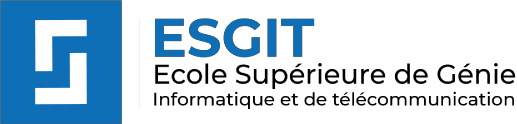 ESGIT
Ecole Supérieure de Génie
Informatique et de télécommunication